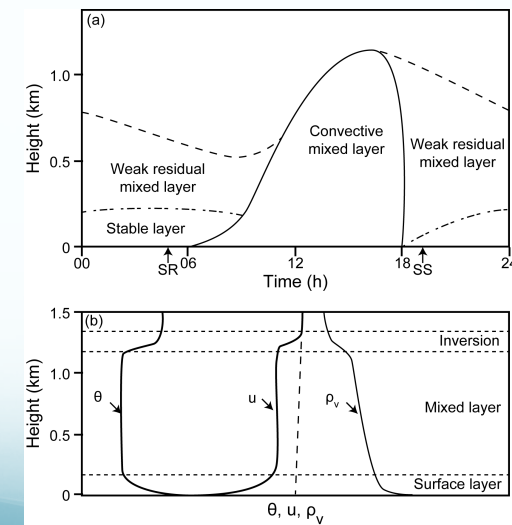 (a)
Height (km)
1.0
0.5
0
Convective
mixed layer
Weak residual
mixed layer
Weak residual
mixed layer
Stable layer
00
SR
06
12
18
SS
24
Time (h)
(b)
Height (km)
1.5
1.0
0.5
0
Inversion
θ
u
ρv
Mixed layer
Surface layer
θ, u, ρv